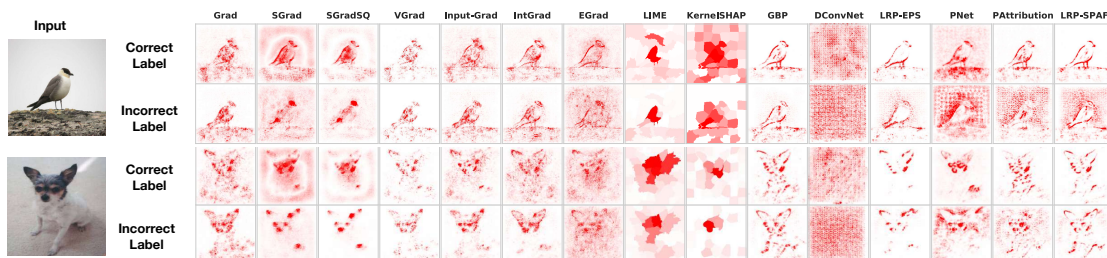 Input
Grad SGrad SGradSQ VGrad Input-Grad IntGrad EGrad LIME KernelSHAP GBP DConvNet LRP-EPS PNet PAttribution LRP-SPAF
Correct
Label
Incorrect
Label
Correct
Label
Incorrect
Label